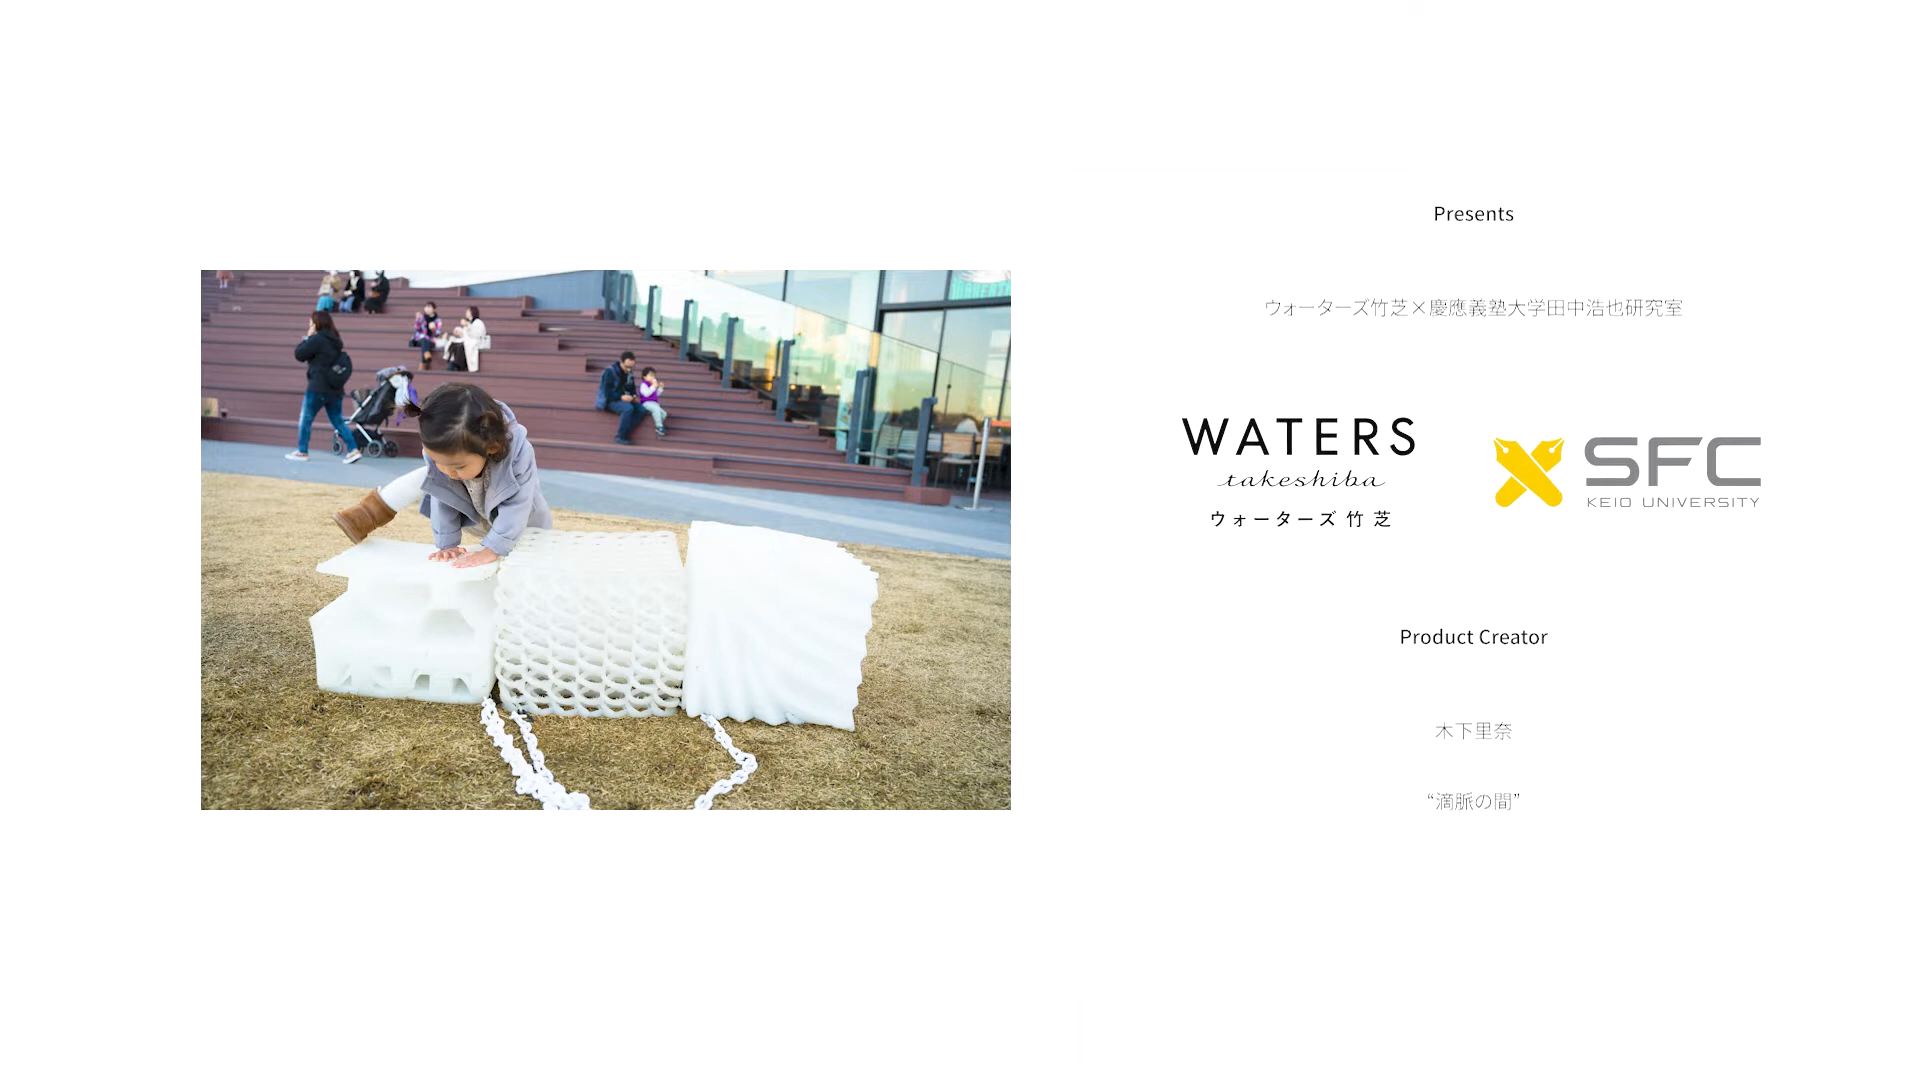 Presents
ウォーターズ竹芝×慶應義塾大学田中浩也研究室
WATERS
takeshiba
ウォーターズ竹芝
SFC
KEIO UNIVERSITY
Product Creator
木下里奈
“滴脈の間”